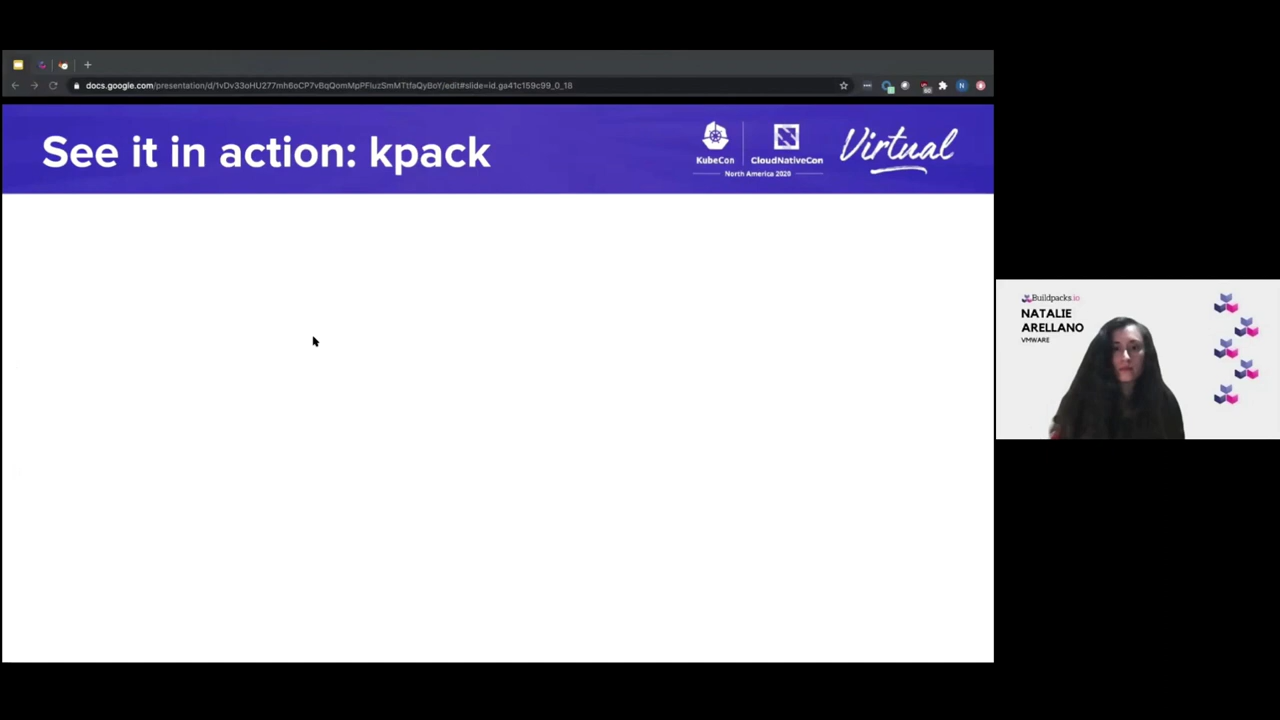 docs.google.com/presentation/d/1vDv33oHU277mh6oCP7vBqQomMpPFluzSmMTtfaQyBoY/edit#slide=id.ga41c159c99_0_18
N
See it in action: kpack
KubeCon
CloudNativeCon
North America 2020
Virtual
Buildpacks.io
NATALIE
ARELLANO
VMWARE